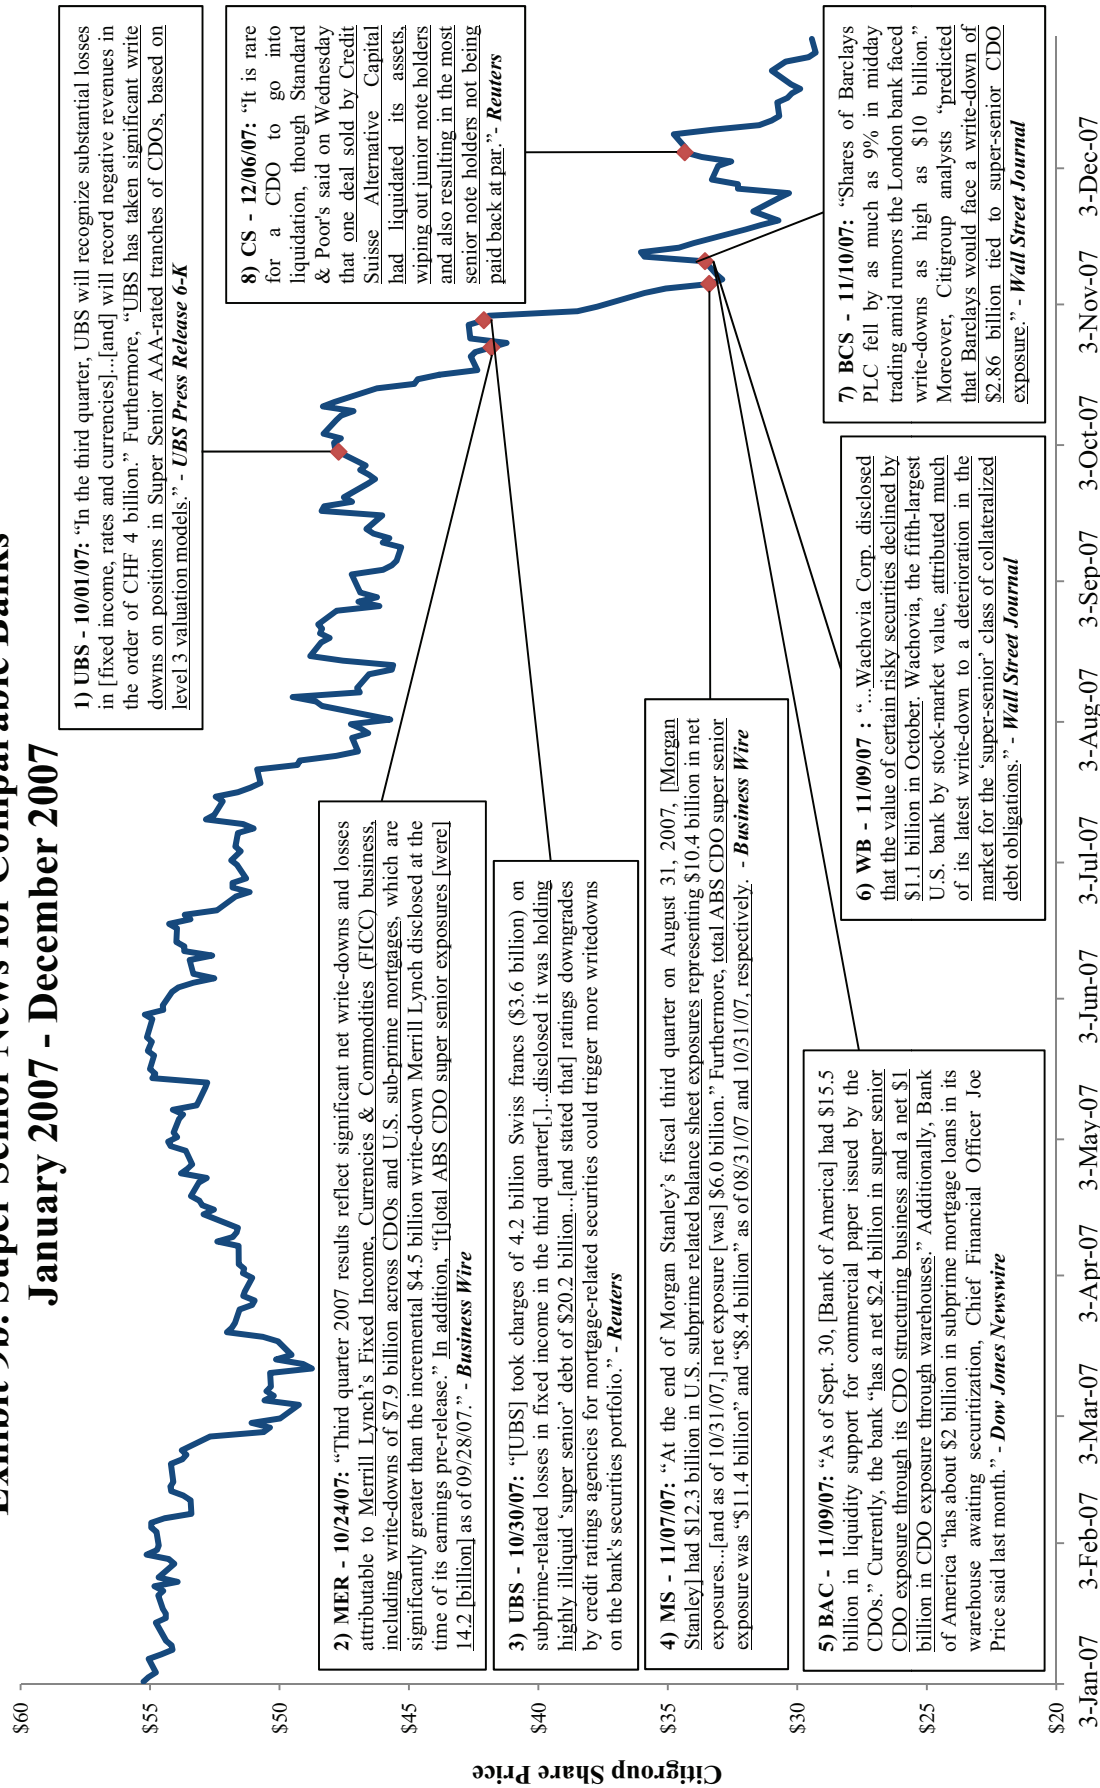 Exhibit 9b: Super Senior News for Comparable Banks
January 2007 - December 2007
Citigroup Share Price
$60
$55
$50
$45
$40
$35
$30
$25
$20
3-Jan-07
3-Feb-07
3-Mar-07
3-Apr-07
3-May-07
3-Jun-07
3-Jul-07
3-Aug-07
3-Sep-07
3-Oct-07
3-Nov-07
3-Dec-07
1) UBS - 10/01/07: “In the third quarter, UBS will recognize substantial losses
in [fixed income, rates and currencies]...[and] will record negative revenues in
the order of CHF 4 billion.” Furthermore, “UBS has taken significant write
downs on positions in Super Senior AAA-rated tranches of CDOs, based on
level 3 valuation models.” - UBS Press Release 6-K
2) MER - 10/24/07: “Third quarter 2007 results reflect significant net write-downs and losses
attributable to Merrill Lynch’s Fixed Income, Currencies & Commodities (FICC) business,
including write-downs of $7.9 billion across CDOs and U.S. sub-prime mortgages, which are
significantly greater than the incremental $4.5 billion write-down Merrill Lynch disclosed at the
time of its earnings pre-release.” In addition, “[t]otal ABS CDO super senior exposures [were]
14.2 [billion] as of 09/28/07.” - Business Wire
3) UBS - 10/30/07: “[UBS] took charges of 4.2 billion Swiss francs ($3.6 billion) on
subprime-related losses in fixed income in the third quarter[,]...disclosed it was holding
highly illiquid ‘super senior’ debt of $20.2 billion...[and stated that] ratings downgrades
by credit ratings agencies for mortgage-related securities could trigger more writedowns
on the bank’s securities portfolio.” - Reuters
4) MS - 11/07/07: “At the end of Morgan Stanley’s fiscal third quarter on August 31, 2007, [Morgan
Stanley] had $12.3 billion in U.S. subprime related balance sheet exposures representing $10.4 billion in net
exposures...[and as of 10/31/07,] net exposure [was] $6.0 billion.” Furthermore, total ABS CDO super senior
exposure was “$11.4 billion” and “$8.4 billion” as of 08/31/07 and 10/31/07, respectively. - Business Wire
5) BAC - 11/09/07: “As of Sept. 30, [Bank of America] had $15.5
billion in liquidity support for commercial paper issued by the
CDOs.” Currently, the bank “has a net $2.4 billion in super senior
CDO exposure through its CDO structuring business and a net $1
billion in CDO exposure through warehouses.” Additionally, Bank
of America “has about $2 billion in subprime mortgage loans in its
warehouse awaiting securitization, Chief Financial Officer Joe
Price said last month.” - Dow Jones Newswire
6) WB - 11/09/07 : “...Wachovia Corp. disclosed
that the value of certain risky securities declined by
$1.1 billion in October. Wachovia, the fifth-largest
U.S. bank by stock-market value, attributed much
of its latest write-down to a deterioration in the
market for the ‘super-senior’ class of collateralized
debt obligations.” - Wall Street Journal
7) BCS - 11/10/07: “Shares of Barclays
PLC fell by as much as 9% in midday
trading amid rumors the London bank faced
write-downs as high as $10 billion.”
Moreover, Citigroup analysts “predicted
that Barclays would face a write-down of
$2.86 billion tied to super-senior CDO
exposure.” - Wall Street Journal
8) CS - 12/06/07: “It is rare
for a CDO to go into
liquidation, though Standard
& Poor's said on Wednesday
that one deal sold by Credit
Suisse Alternative Capital
had liquidated its assets,
wiping out junior note holders
and also resulting in the most
senior note holders not being
paid back at par.”- Reuters